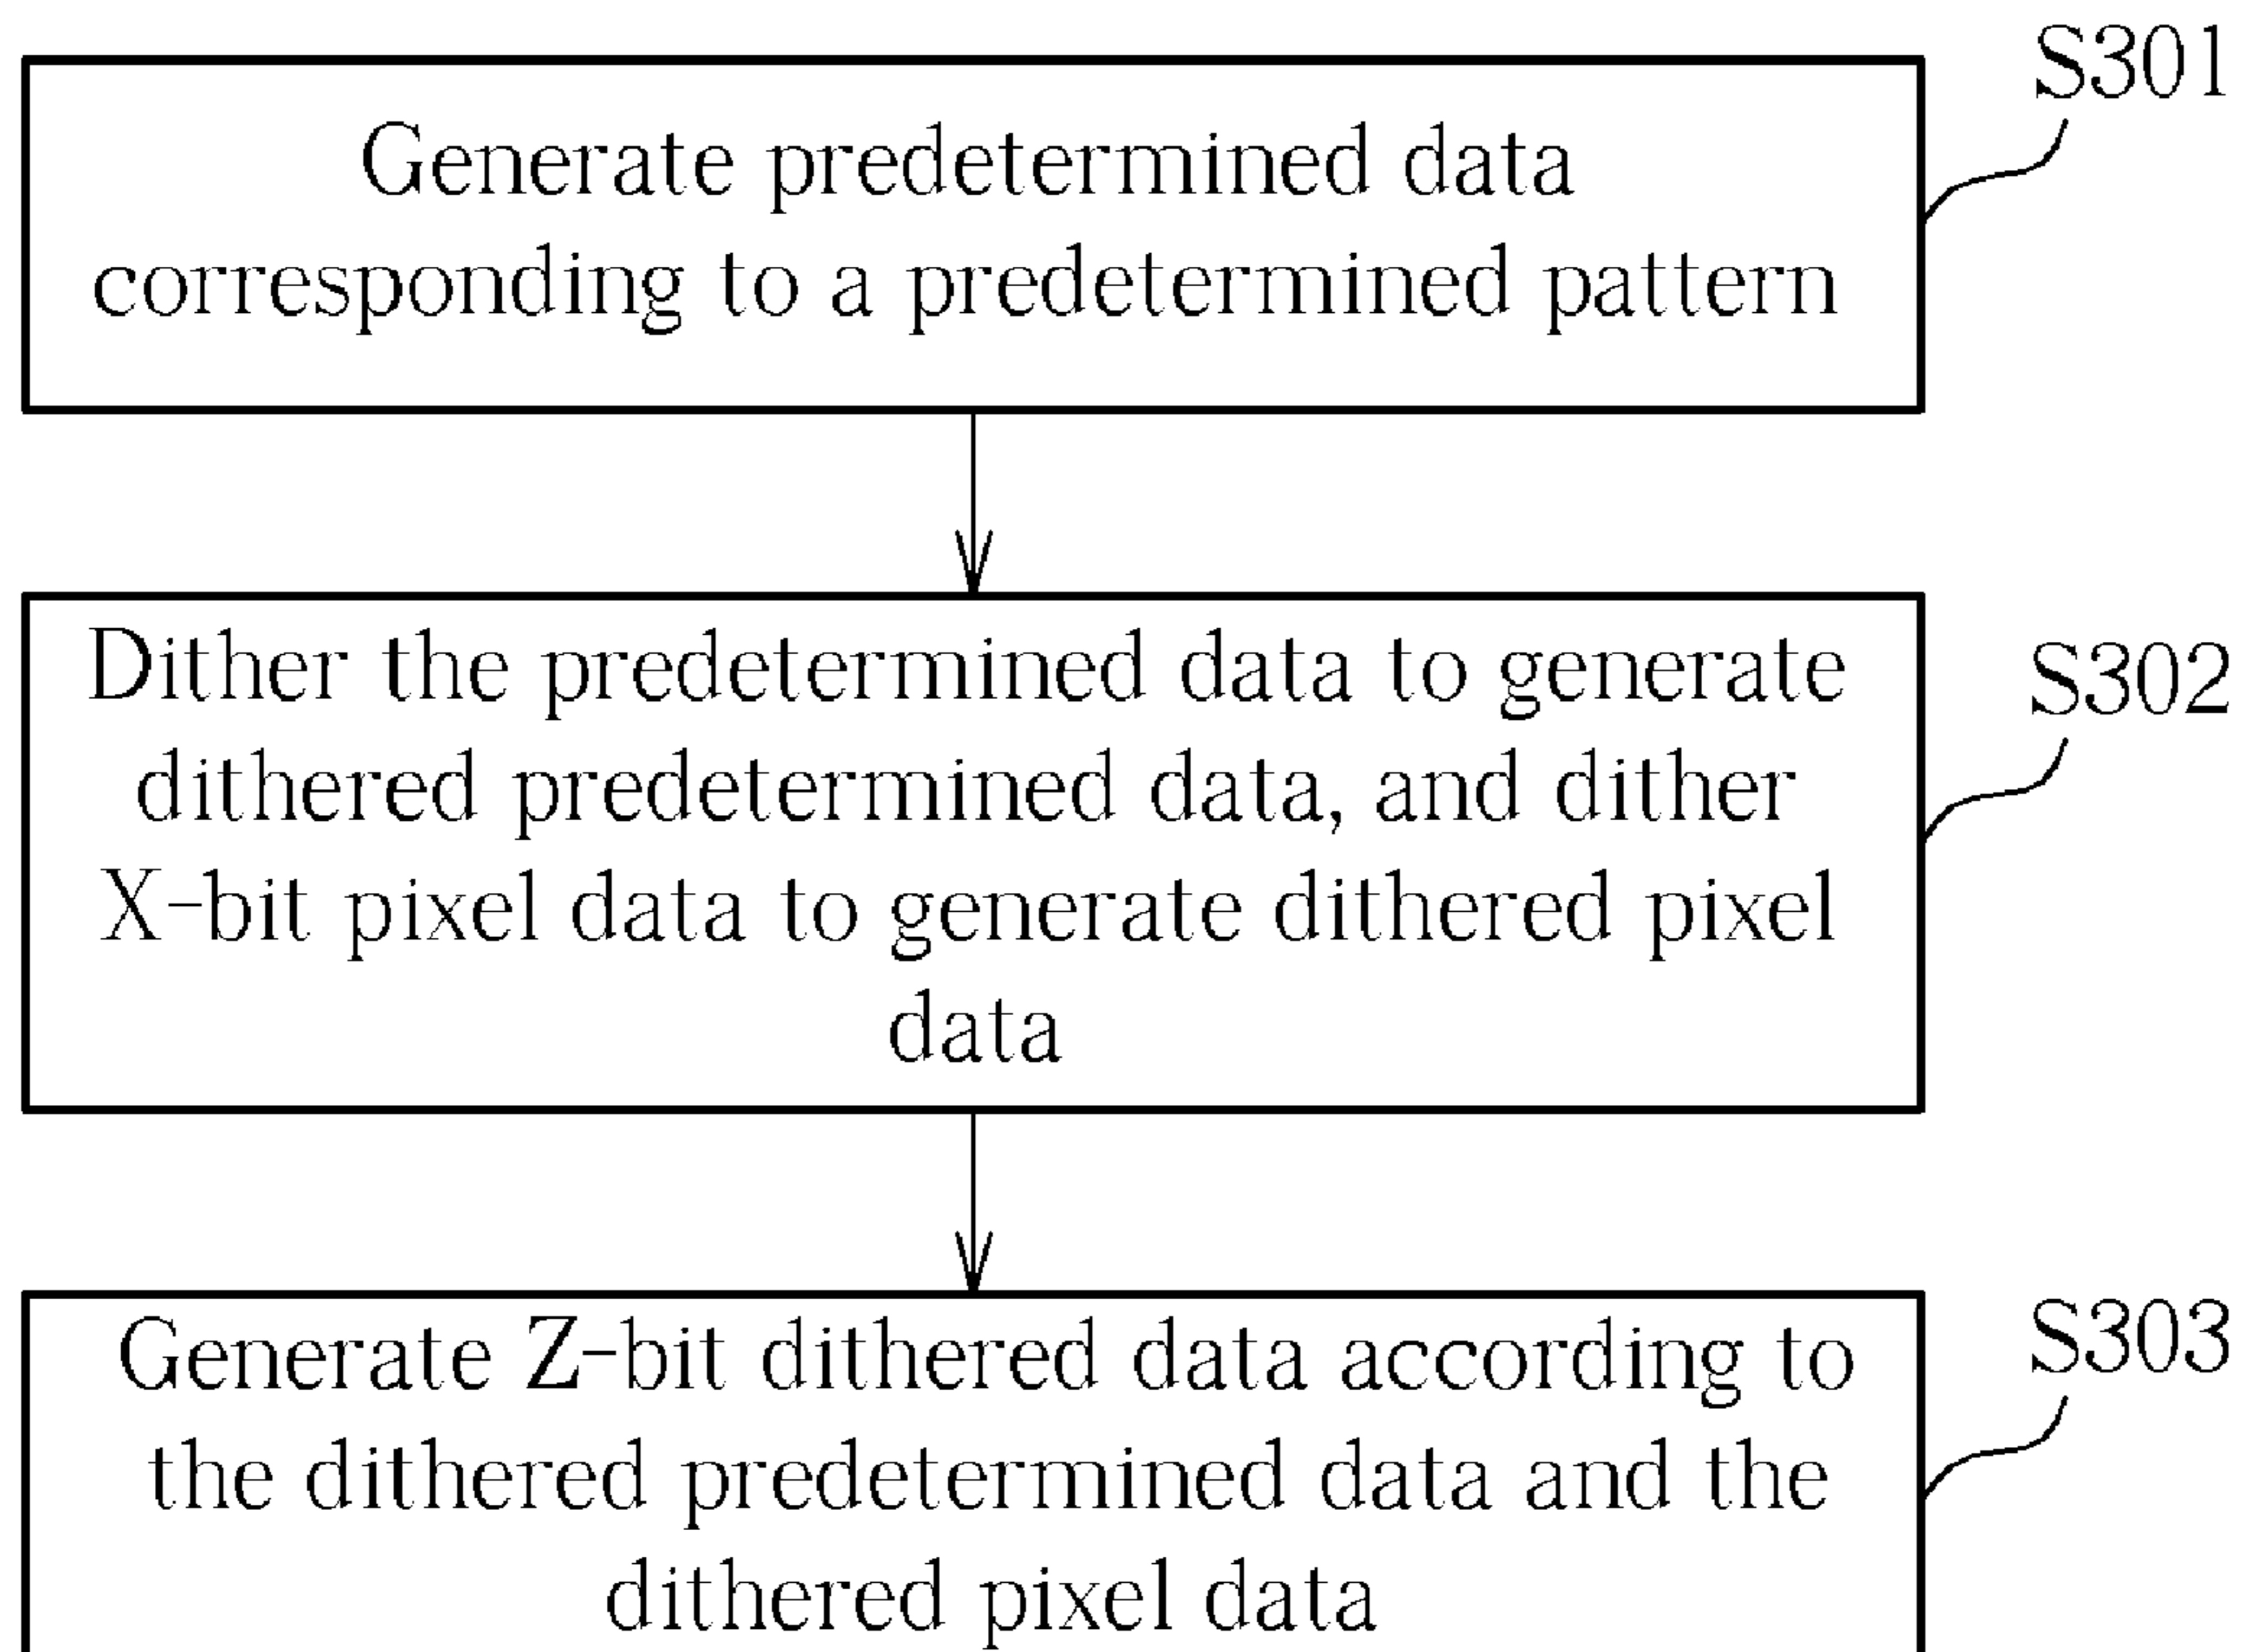 S301
Generate predetermined data
corresponding to a predetermined pattern
Dither the predetermined data to generate
S302
dithered predetermined data, and dither
X-bit pixel data to generate dithered pixel
data
Generate Z-bit dithered data according to
S303
the dithered predetermined data and the
dithered pixel data